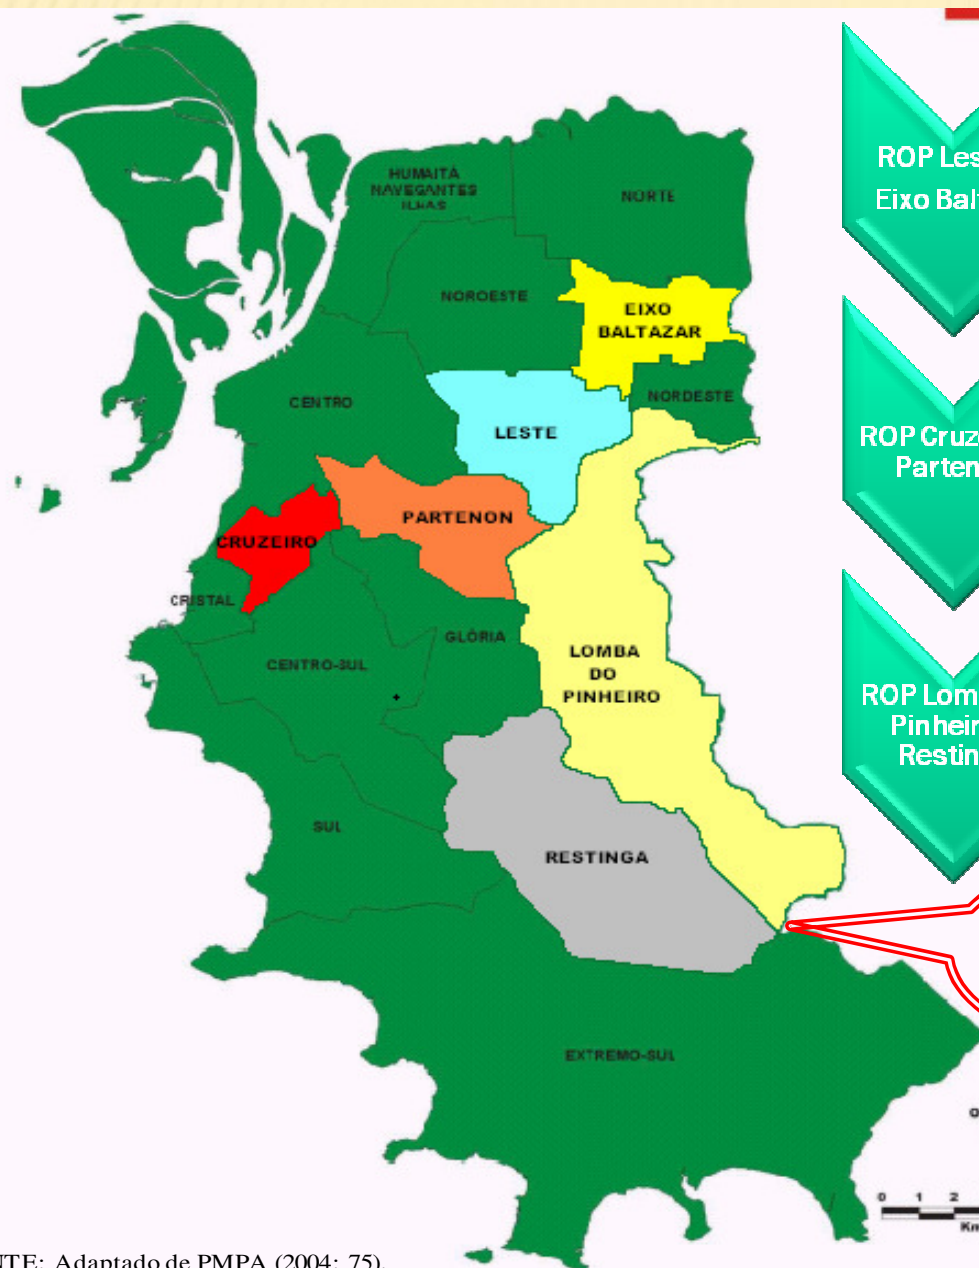 HUMAITÁ
NAVEGANTES
ILHAS
NORTE
NOROESTE
EIXO
BALTAZAR
NORDESTE
CENTRO
LESTE
PARTENON
CRUZEIRO
CRISTAL
GLÓRIA
CENTRO-SUL
LOMBA
DO
PINHEIRO
SUL
RESTINGA
EXTREMO-SUL
ROP Les
Eixo Bal
ROP Cruz
Parten
ROP Lom
Pinheir
Restin
0 1 2
Km
NTE: Adaptado de PMPA (2004: 75).